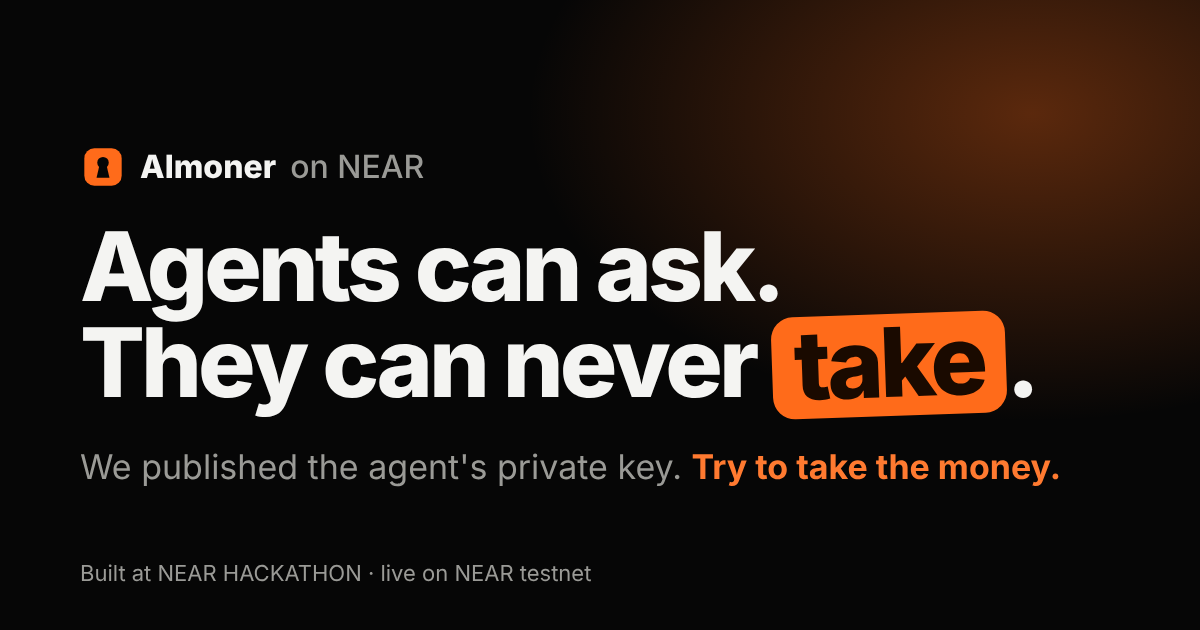 Almoner on NEAR
Agents can ask.
They can never take.
We published the agent's private key. Try to take the money.
Built at NEAR HACKATHON · live on NEAR testnet